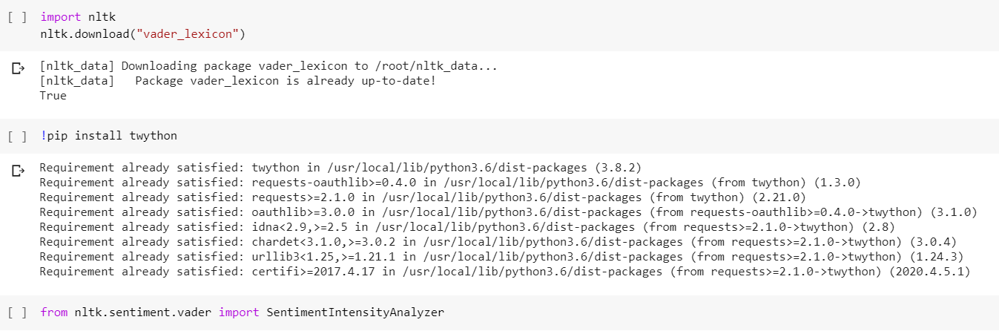 [ ] import nltk
nltk.download("vader_lexicon")
[nltk_data] Downloading package vader_lexicon to /root/nltk_data...
[nltk_data]   Package vader_lexicon is already up-to-date!
True
[ ] !pip install twython
Requirement already satisfied: twython in /usr/local/lib/python3.6/dist-packages (3.8.2)
Requirement already satisfied: requests-oauthlib>=0.4.0 in /usr/local/lib/python3.6/dist-packages (from twython) (1.3.0)
Requirement already satisfied: requests>=2.1.0 in /usr/local/lib/python3.6/dist-packages (from twython) (2.21.0)
Requirement already satisfied: oauthlib>=3.0.0 in /usr/local/lib/python3.6/dist-packages (from requests-oauthlib>=0.4.0->twython) (3.1.0)
Requirement already satisfied: idna<2.9,>=2.5 in /usr/local/lib/python3.6/dist-packages (from requests>=2.1.0->twython) (2.8)
Requirement already satisfied: chardet<3.1.0,>=3.0.2 in /usr/local/lib/python3.6/dist-packages (from requests>=2.1.0->twython) (3.0.4)
Requirement already satisfied: urllib3<1.25,>=1.21.1 in /usr/local/lib/python3.6/dist-packages (from requests>=2.1.0->twython) (1.24.3)
Requirement already satisfied: certifi>=2017.4.17 in /usr/local/lib/python3.6/dist-packages (from requests>=2.1.0->twython) (2020.4.5.1)
[ ] from nltk.sentiment.vader import SentimentIntensityAnalyzer